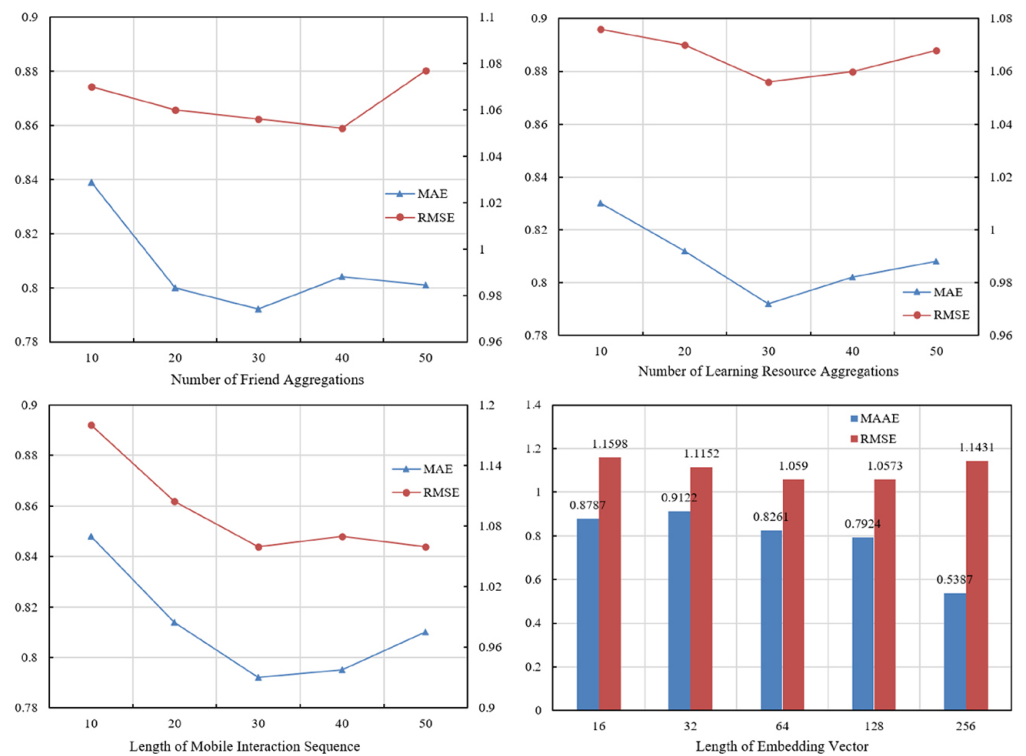 0.9 1.1
0.88 1.08
0.86 1.06
0.84 1.04
0.82 1.02
0.8 1
0.78 0.98
0.96
MAE
RMSE
10 20 30 40 50
Number of Friend Aggregations
0.9 1.08
0.88 1.06
0.86 1.04
0.84 1.02
0.82 1
0.8 0.98
0.78 0.96
MAE
RMSE
10 20 30 40 50
Number of Learning Resource Aggregations
0.9 1.2
0.88 1.14
0.86 1.08
0.84 1.02
0.82 0.96
0.8 0.9
0.78
MAE
RMSE
10 20 30 40 50
Length of Mobile Interaction Sequence
1.4
1.2
1
0.8
0.6
0.4
0.2
0
MAAE
RMSE
1.1598 1.1152 1.059 1.0573 1.1431
0.8787 0.9122 0.8261 0.7924 0.5387
16 32 64 128 256
Length of Embedding Vector